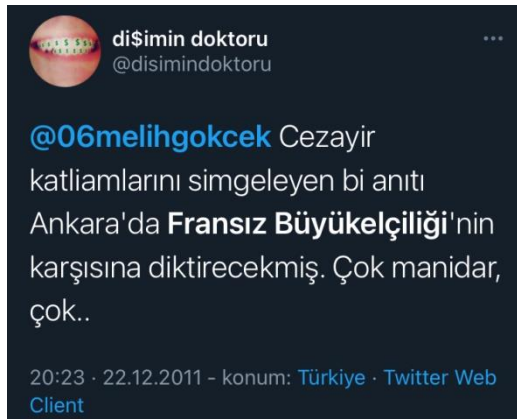 di$imin doktoru
@disimindoktoru
@06melihgokcek Cezayir
katliamlarını simgeleyen bi anıtı
Ankara'da Fransız Büyükelçiliği'nin
karşısına diktirecekmiş. Çok manidar,
çok..
20:23 · 22.12.2011 - konum: Türkiye · Twitter Web
Client